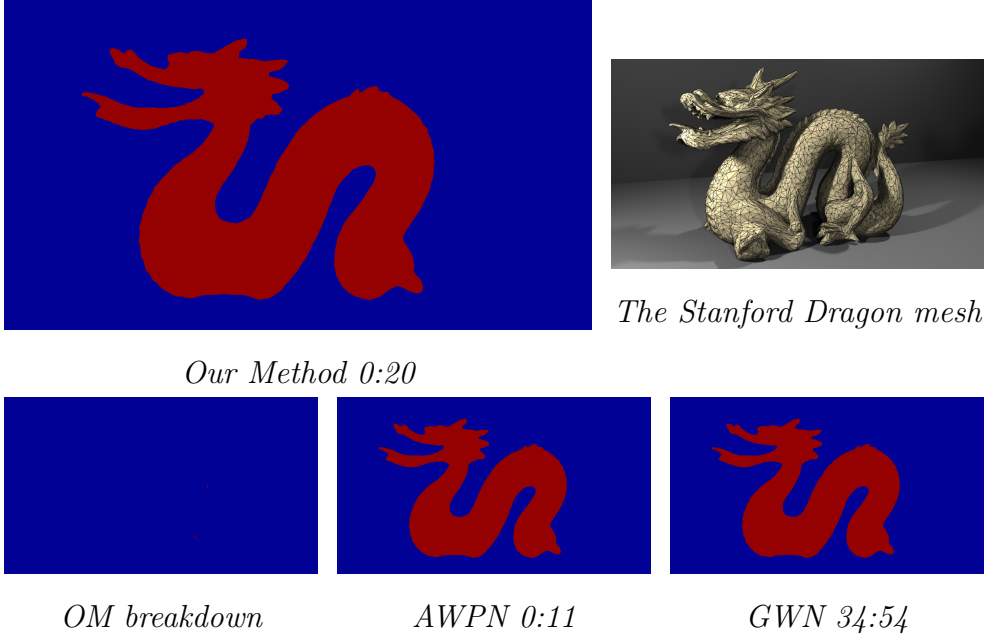 The Stanford Dragon mesh
Our Method 0:20
OM breakdown
AWPN 0:11
GWN 34:54